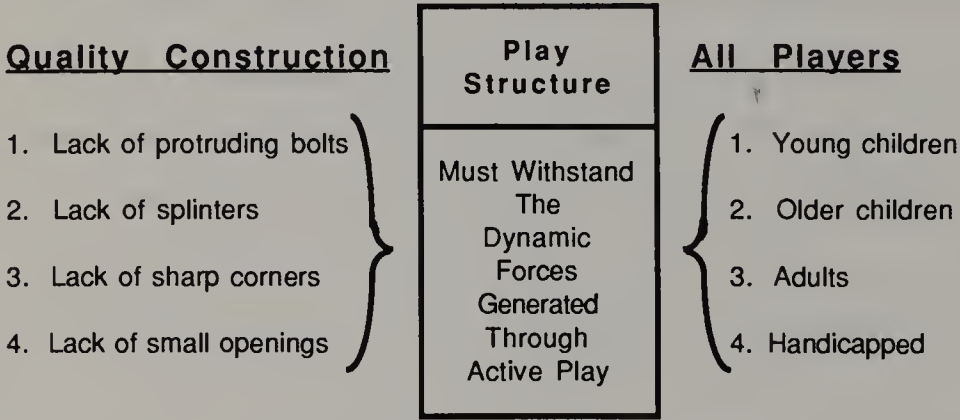 Quality Construction
1. Lack of protruding bolts
2. Lack of splinters
3. Lack of sharp corners
4. Lack of small openings
Play
Structure
Must Withstand
The
Dynamic
Forces
Generated
Through
Active Play
All Players
1. Young children
2. Older children
3. Adults
4. Handicapped